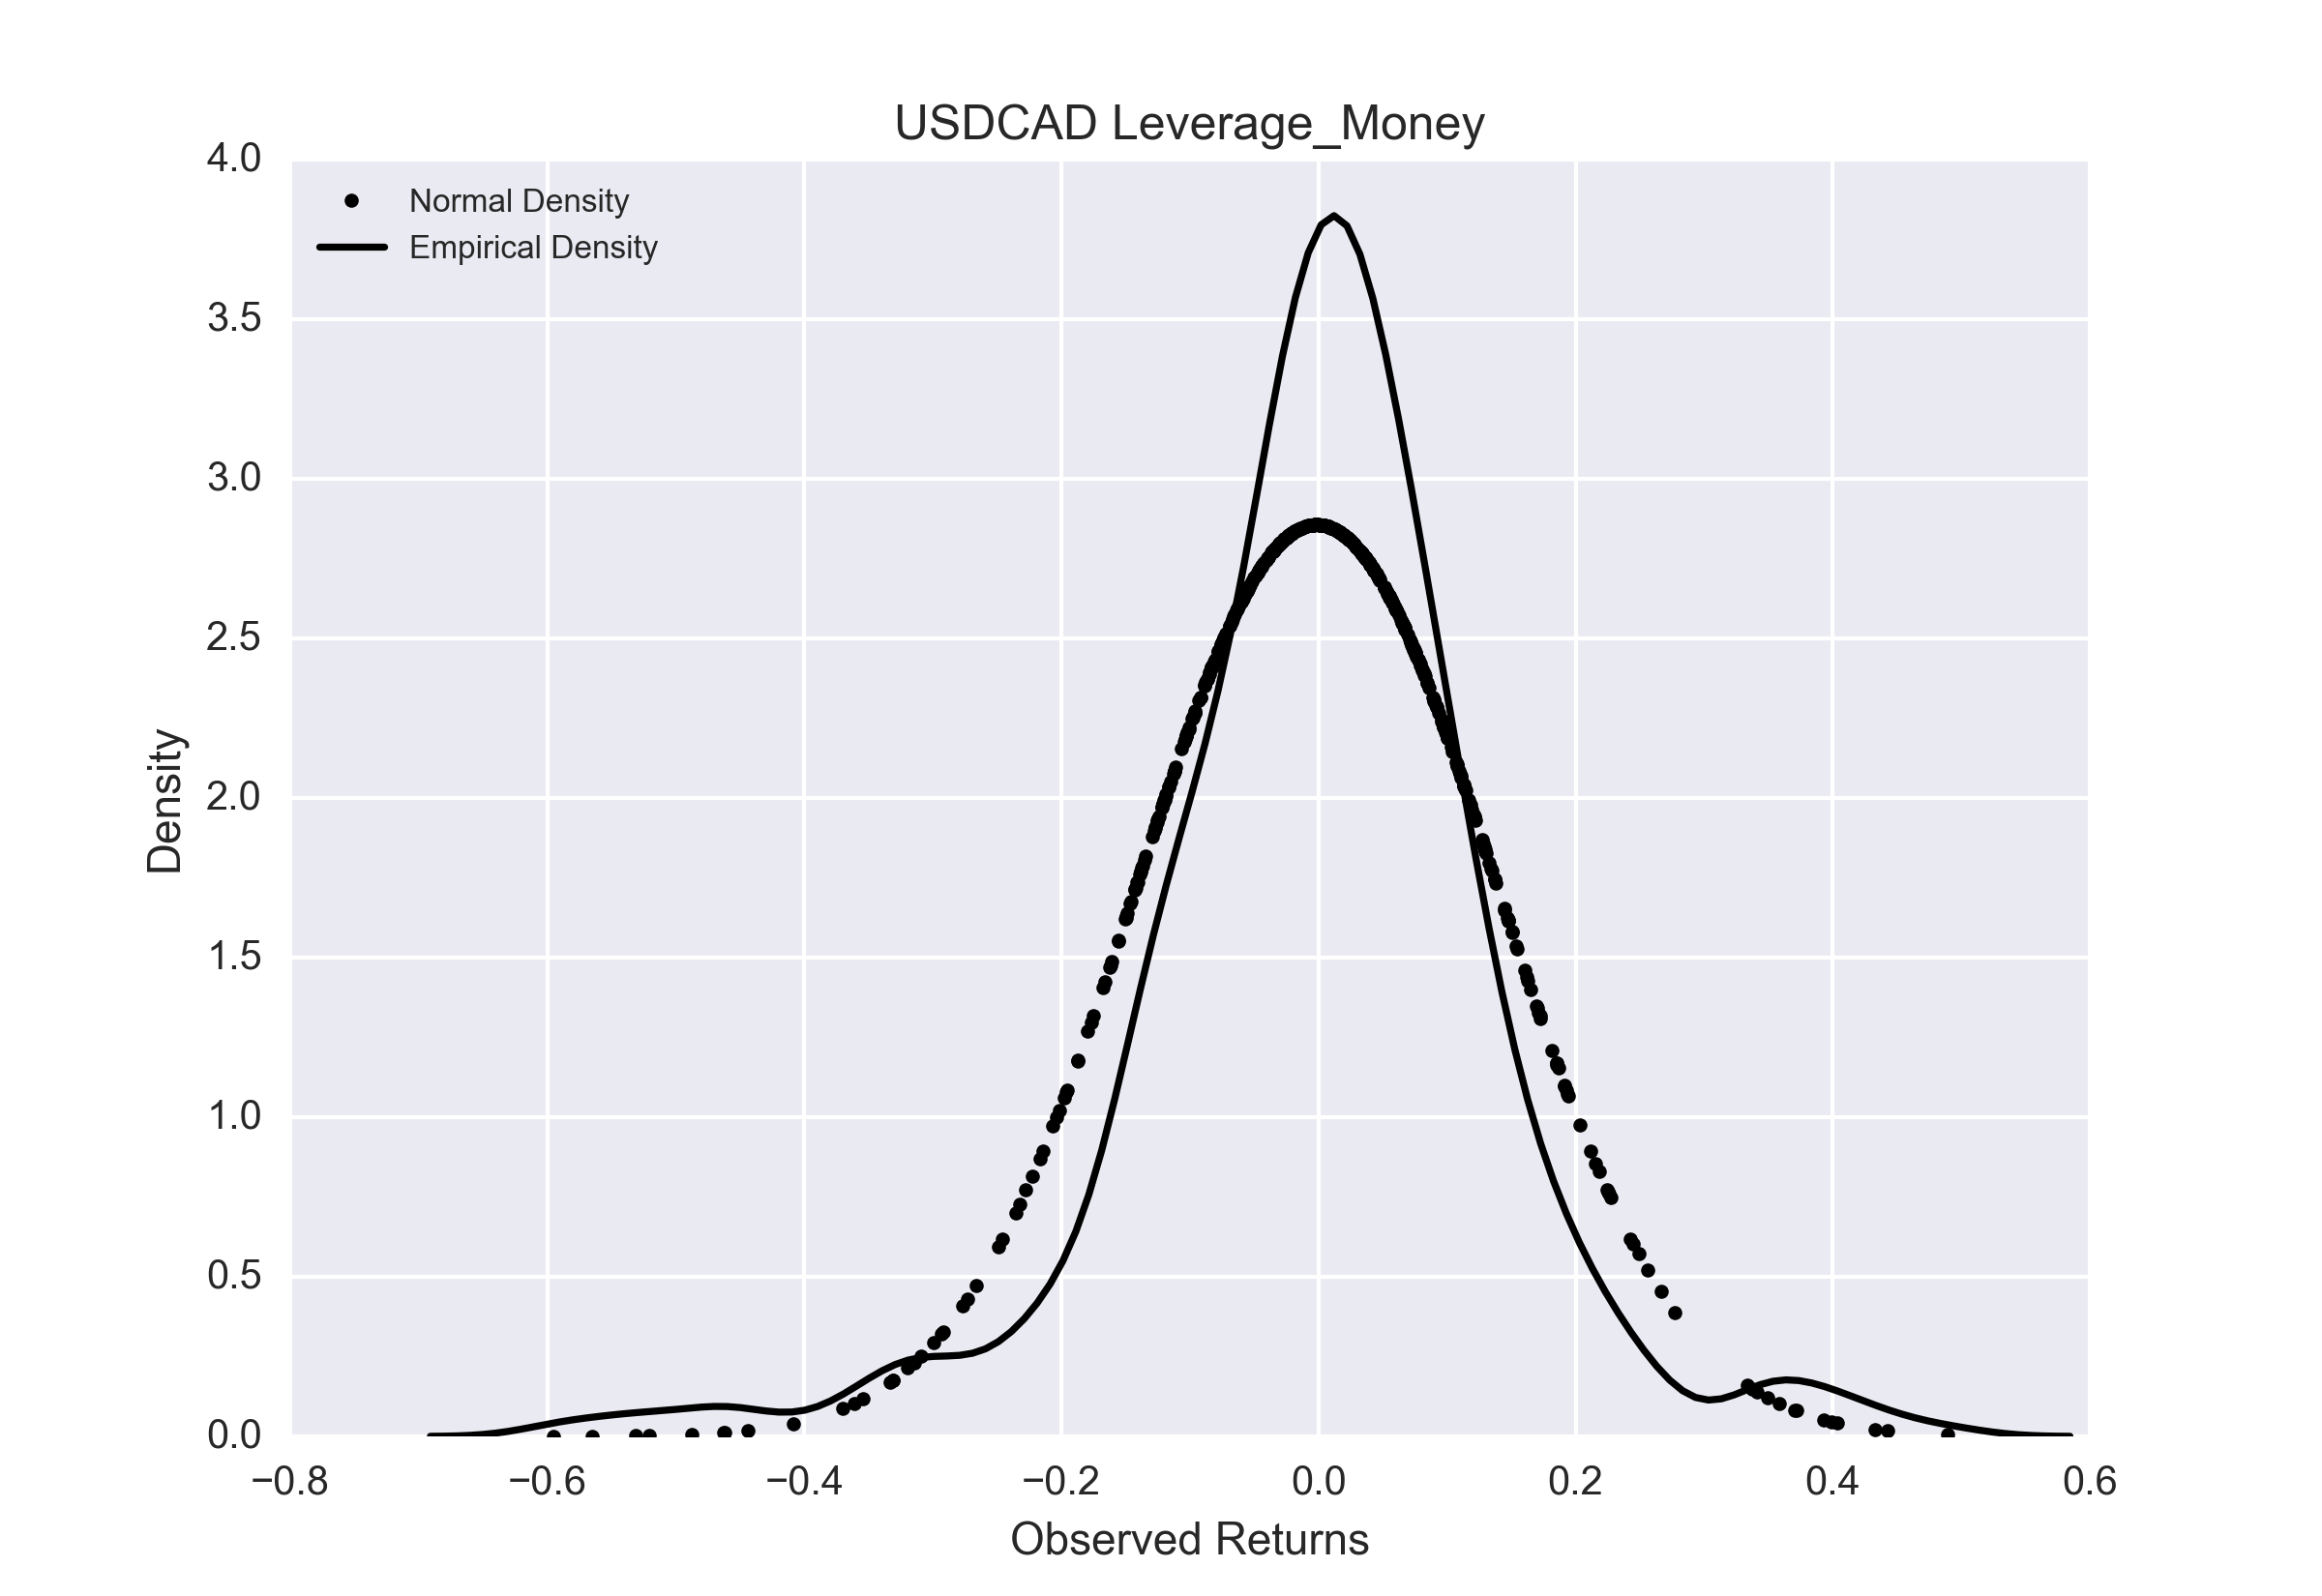 USDCAD Leverage_Money
Normal Density
Empirical Density
4.0
3.5
3.0
2.5
2.0
1.5
1.0
0.5
0.0
Density
−0.8 −0.6 −0.4 −0.2 0.0 0.2 0.4 0.6
Observed Returns